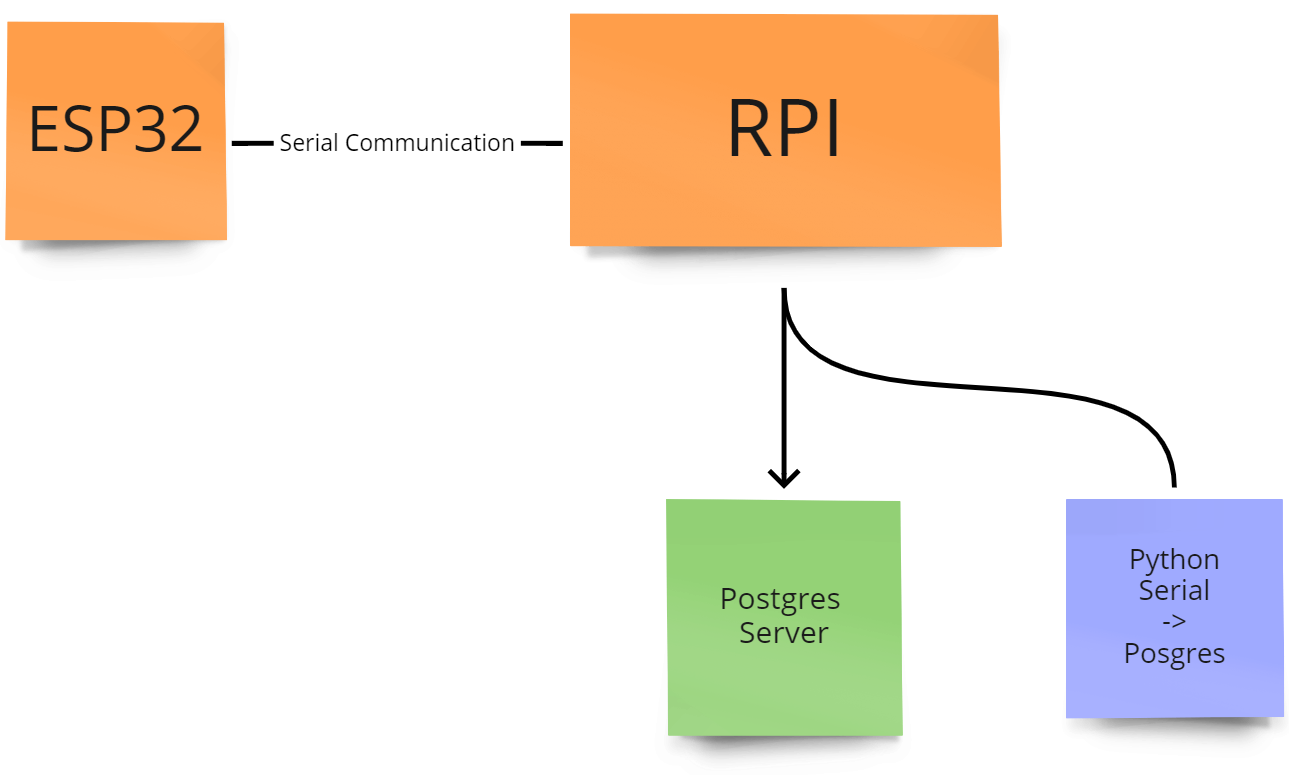 ESP32
Serial Communication
RPI
Postgres
Server
Python
Serial
->
Posgres